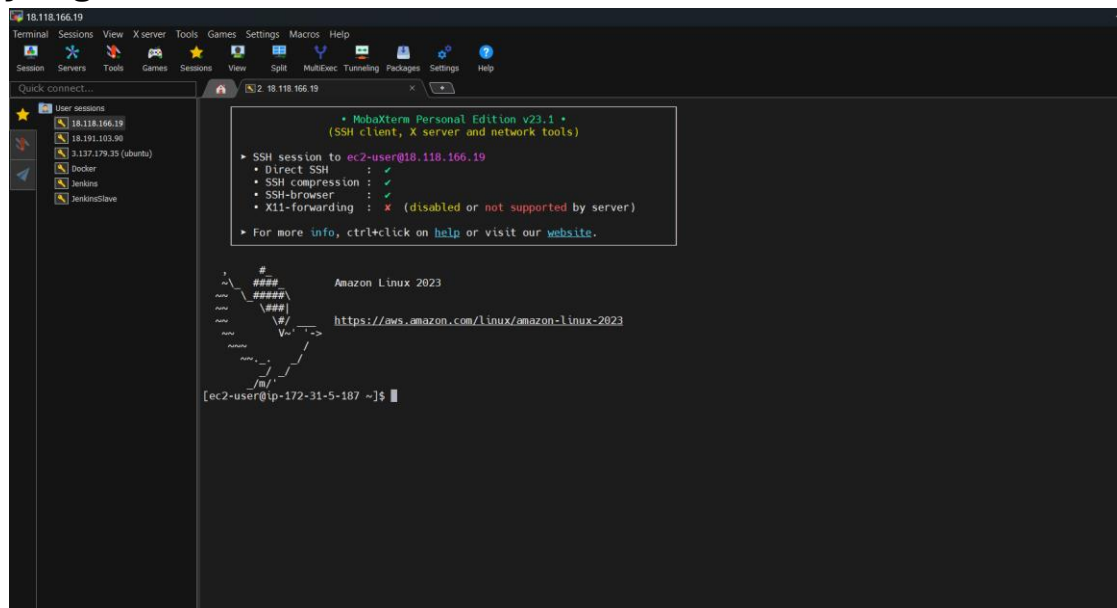 18.118.166.19
Terminal Sessions View X server Tools Games Settings Macros Help
Session Servers Tools Games Sessions View Split MultiExec Tunneling Packages Settings Help
Quick connect...
2. 18.118.166.19
User sessions
18.118.166.19
18.191.103.90
3.137.179.35 (ubuntu)
Docker
Jenkins
JenkinsSlave
• MobaXterm Personal Edition v23.1 •
(SSH client, X server and network tools)
► SSH session to ec2-user@18.118.166.19
• Direct SSH : ✔
• SSH compression : ✔
• SSH-browser : ✔
• X11-forwarding : ✘ (disabled or not supported by server)
► For more info, ctrl+click on help or visit our website.
, #_
~\_ ####_ Amazon Linux 2023
~~ \_#####\
~~ \###|
~~ \#/ ___ https://aws.amazon.com/linux/amazon-linux-2023
~~ V~' '->
~~~ /
~~._. _/
_/ _/
_/m/'
[ec2-user@ip-172-31-5-187 ~]$